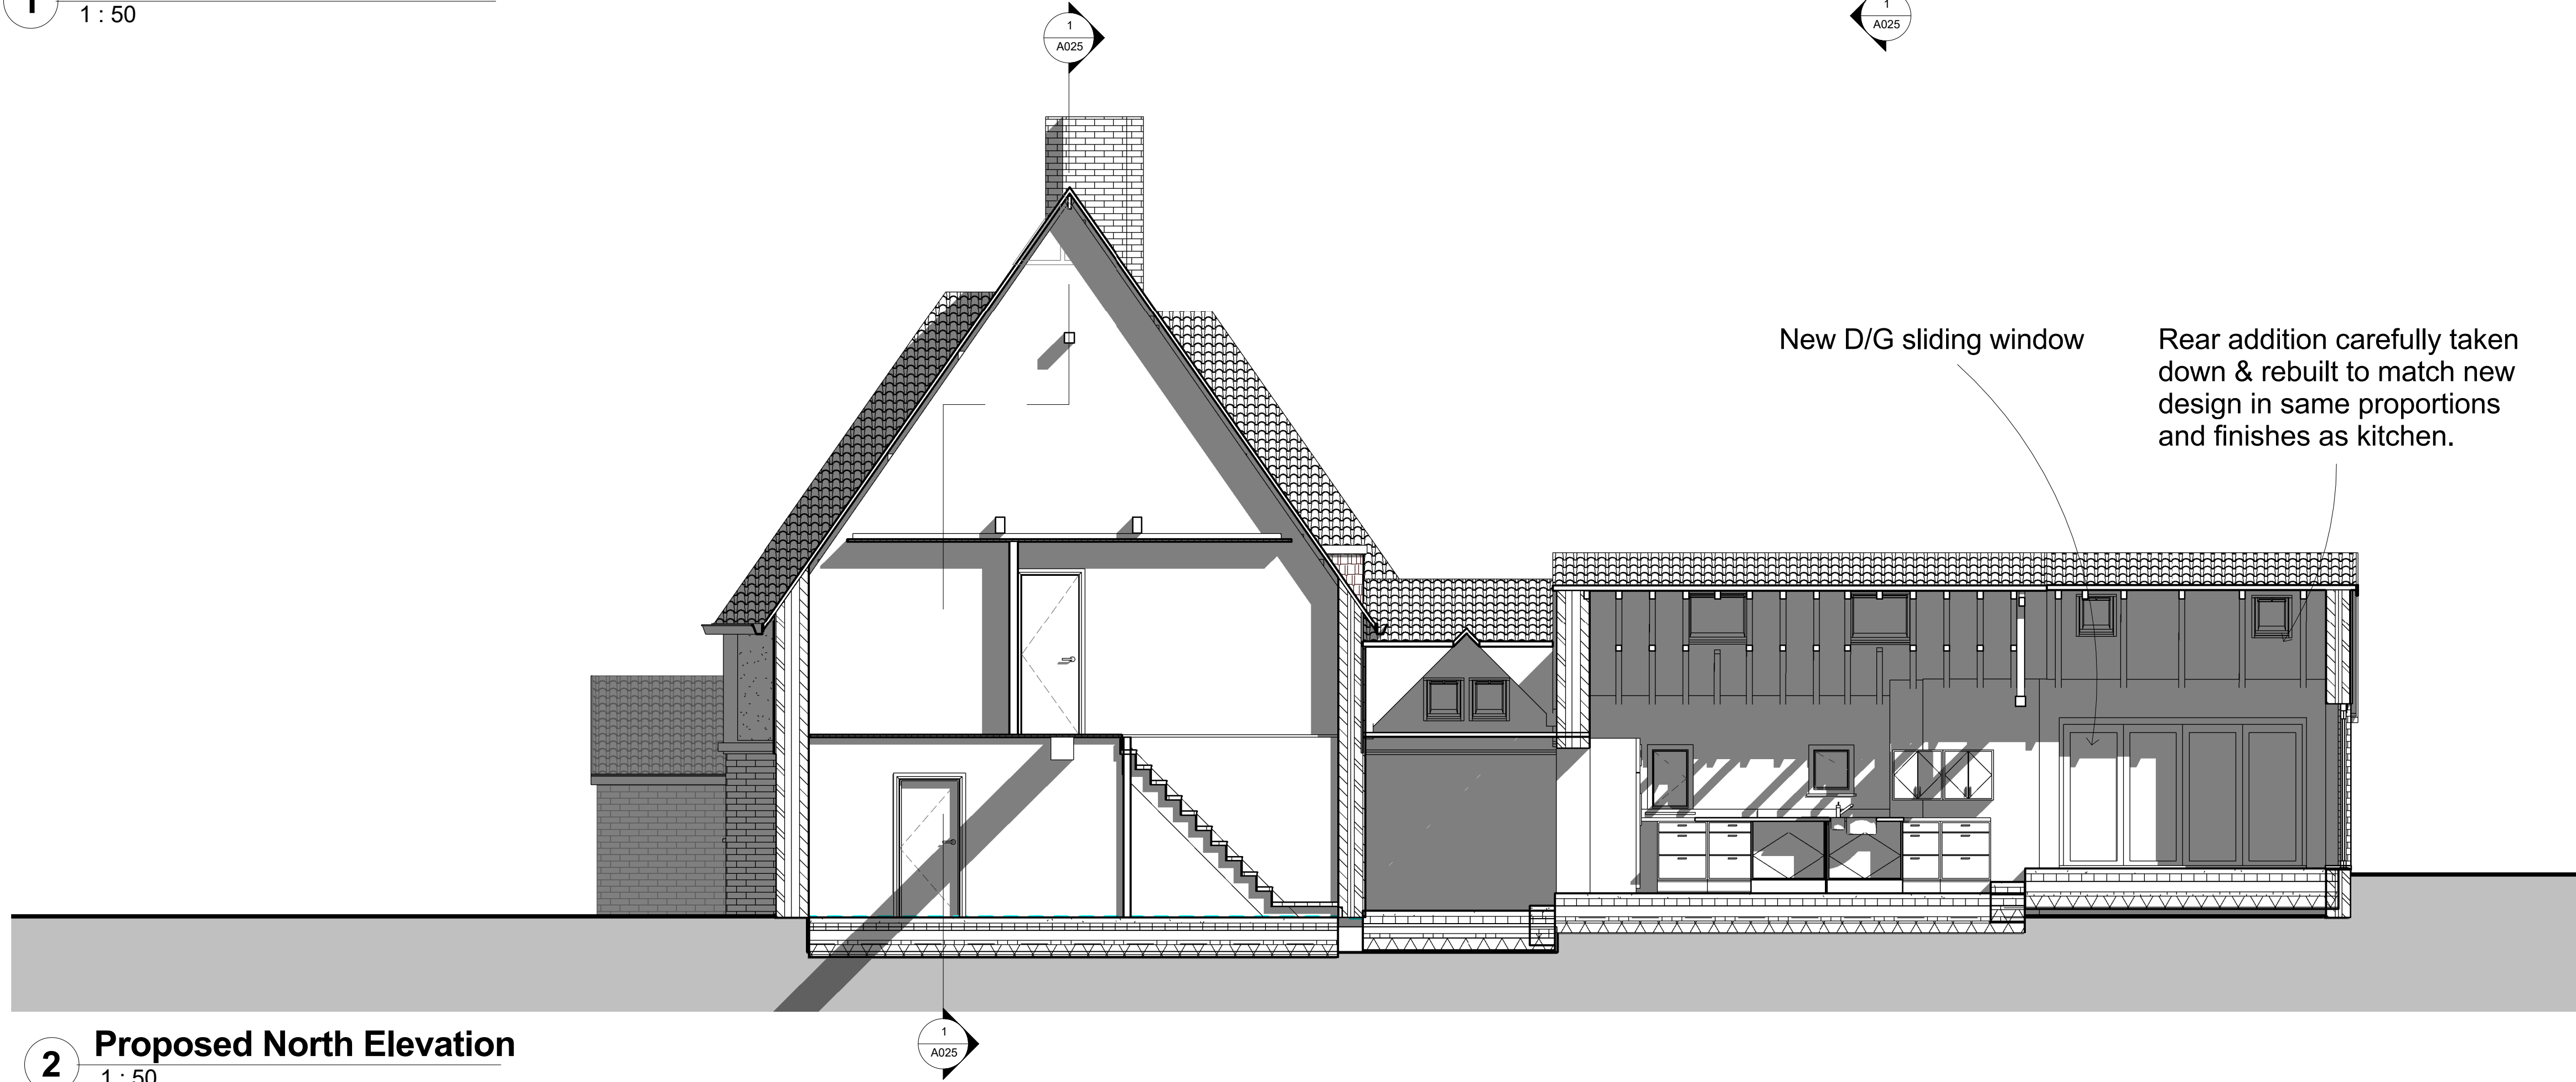 1
1 : 50
1
A025
1
A025
New D/G sliding window
Rear addition carefully taken
down & rebuilt to match new
design in same proportions
and finishes as kitchen.
1
A025
2
Proposed North Elevation
1 : 50